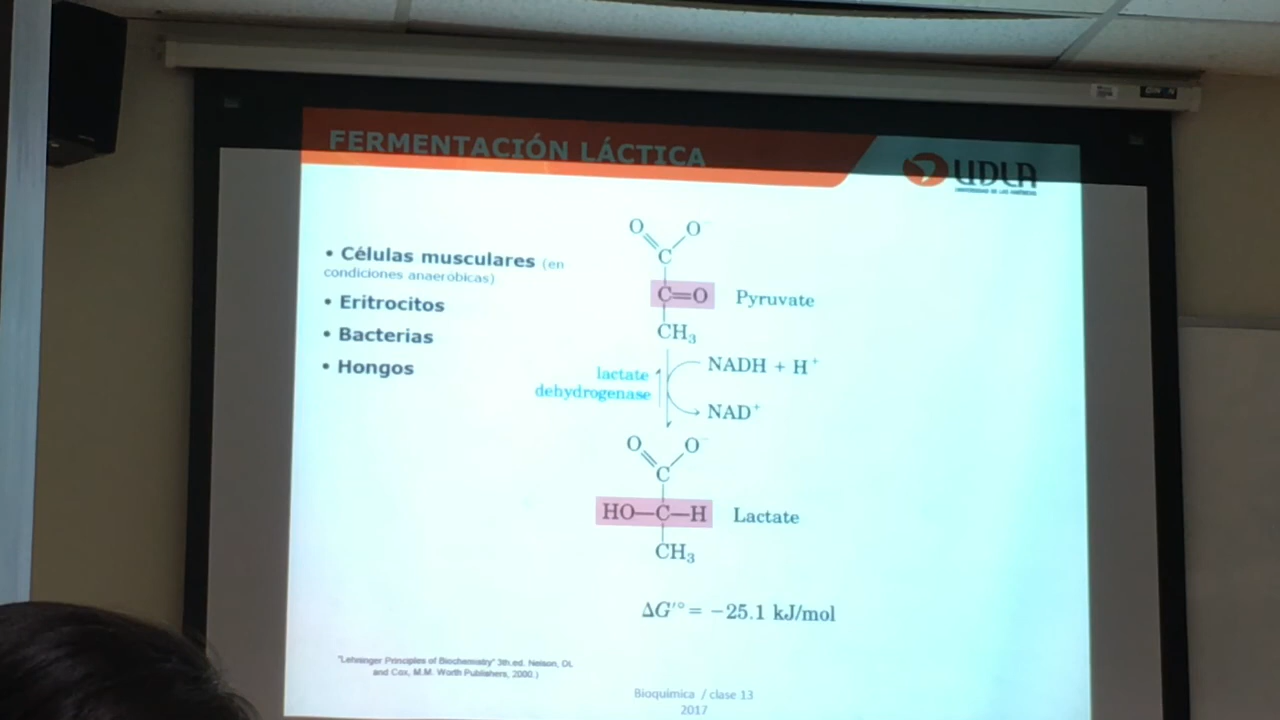 FERMENTACIÓN LÁCTICA
UDLA
• Células musculares (en
condiciones anaeróbicas)
• Eritrocitos
• Bacterias
• Hongos
O O⁻
C
C=O Pyruvate
CH₃
lactate
dehydrogenase
NADH + H⁺
NAD⁺
O O⁻
C
HO—C—H Lactate
CH₃
ΔG′° = −25.1 kJ/mol
"Lehninger Principles of Biochemistry" 3th.ed. Nelson, DL
and Cox, M.M. Worth Publishers, 2000.)
Bioquímica / clase 13
2017